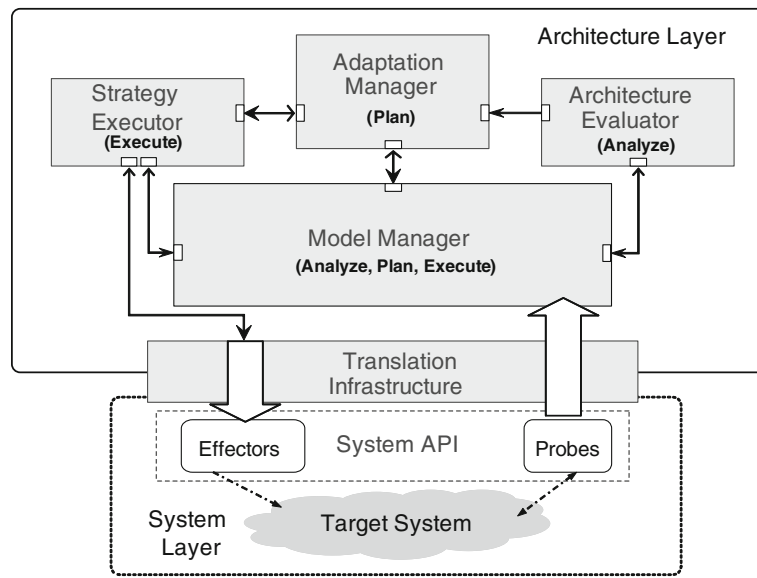 Architecture Layer
Adaptation
Manager
(Plan)
Strategy
Executor
(Execute)
Architecture
Evaluator
(Analyze)
Model Manager
(Analyze, Plan, Execute)
Translation
Infrastructure
Effectors
System API
Probes
Target System
System
Layer